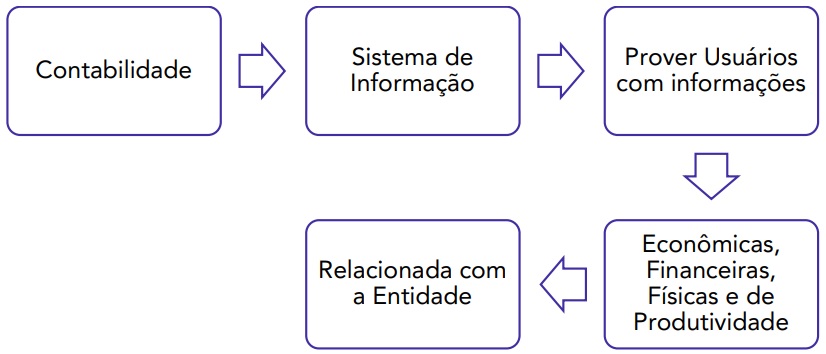 Contabilidade
Sistema de
Informação
Prover Usuários
com informações
Econômicas,
Financeiras,
Físicas e de
Produtividade
Relacionada com
a Entidade